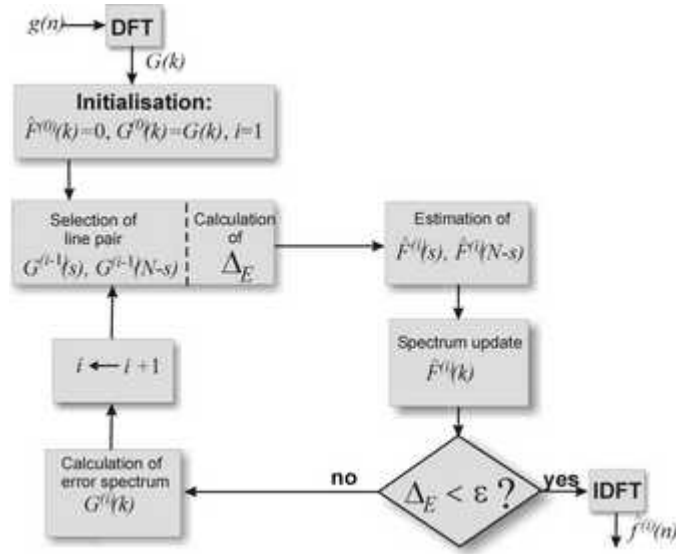 g(n)
DFT
G(k)
Initialisation:
F̂⁽⁰⁾(k)=0, G⁽⁰⁾(k)=G(k), i=1
Selection of
line pair
G⁽ⁱ⁻¹⁾(s), G⁽ⁱ⁻¹⁾(N-s)
Calculation
of
Δ_E
Estimation of
F̂⁽ⁱ⁾(s), F̂⁽ⁱ⁾(N-s)
Spectrum update
F̂⁽ⁱ⁾(k)
i ← i +1
Calculation of
error spectrum
G⁽ⁱ⁾(k)
no
Δ_E < ε ?
yes
IDFT
f̂⁽ⁱ⁾(n)